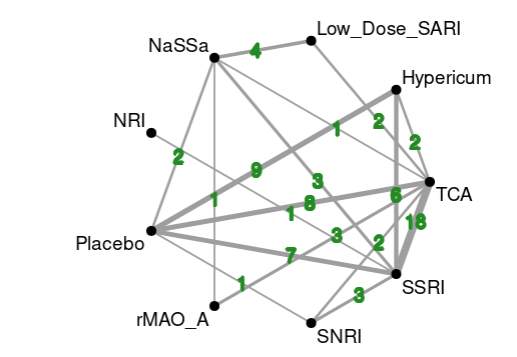 Low_Dose_SARI
NaSSa
4
Hypericum
NRI
2
1
2
2
9
3
6
TCA
1
8
1
18
Placebo
3
2
7
1
SSRI
3
rMAO_A
SNRI